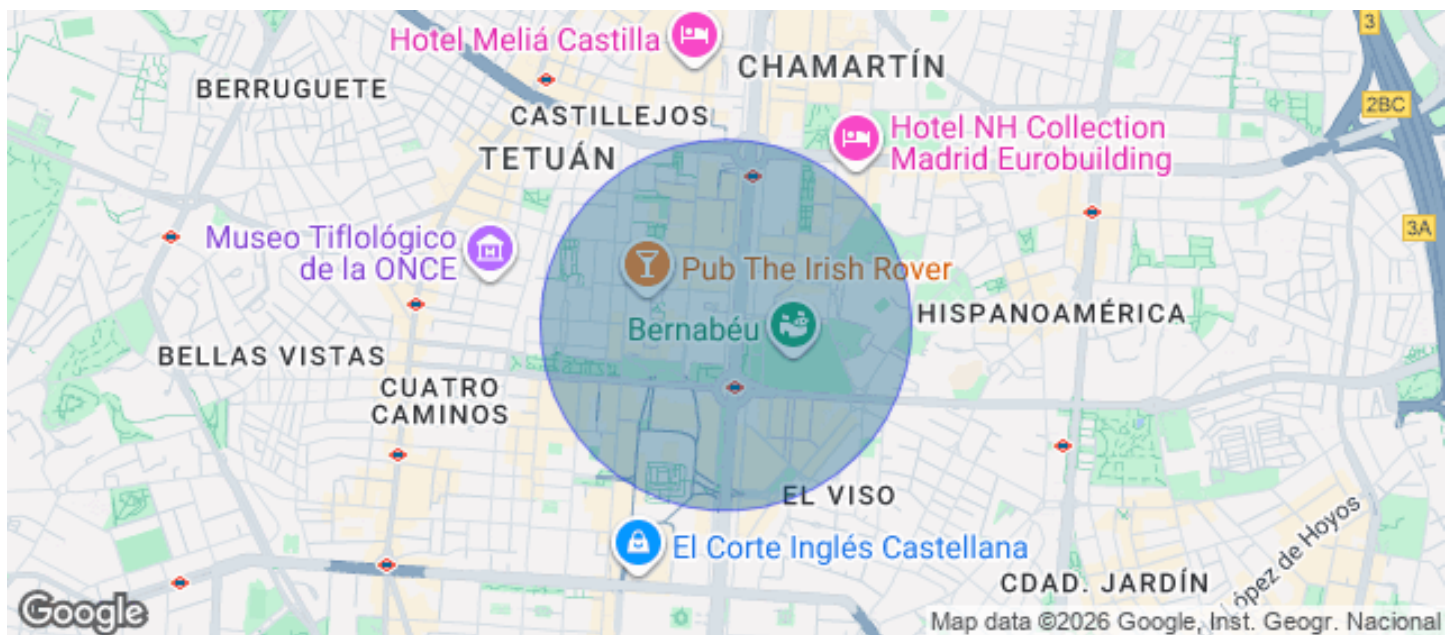 3
Hotel Meliá Castilla
CHAMARTÍN
BERRUGUETE
2BC
CASTILLEJOS
Hotel NH Collection
Madrid Eurobuilding
TETUÁN
3A
Museo Tiflológico
de la ONCE
Pub The Irish Rover
HISPANOAMÉRICA
Bernabéu
BELLAS VISTAS
CUATRO
CAMINOS
EL VISO
El Corte Inglés Castellana
López de Hoyos
CDAD. JARDÍN
Google
Map data ©2026 Google, Inst. Geogr. Nacional